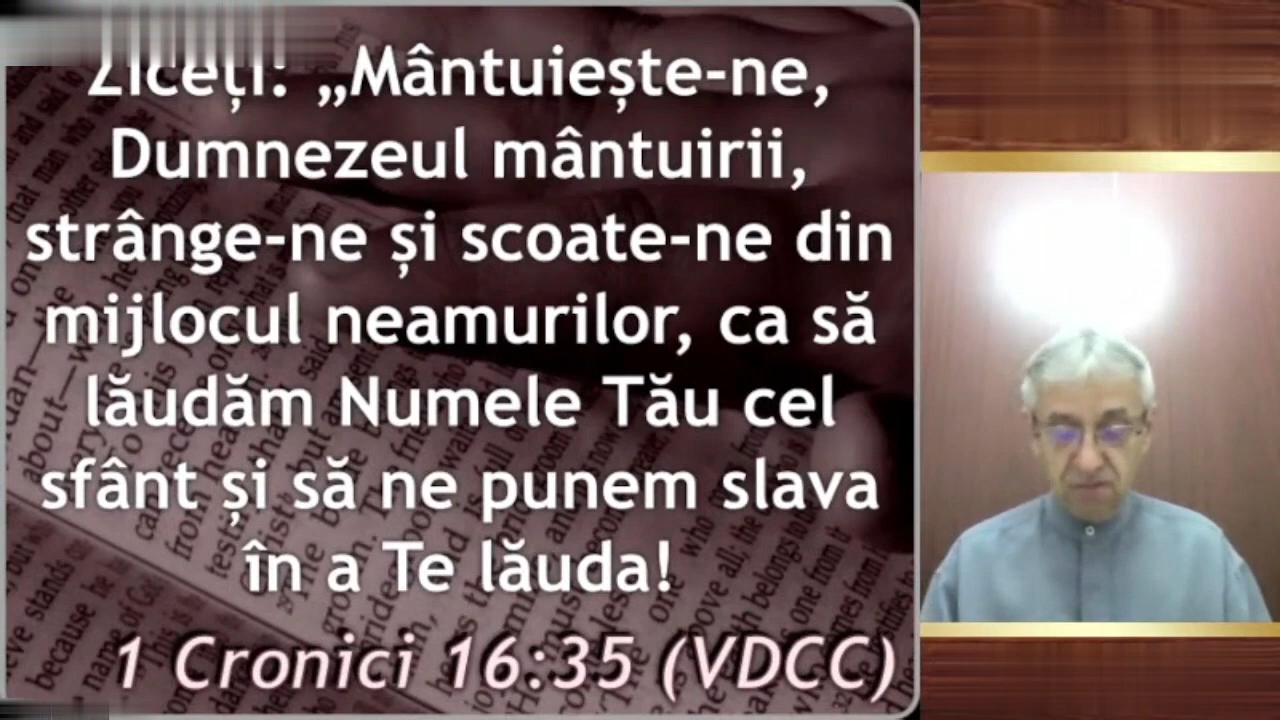 Ziceți: „Mântuiește-ne,
Dumnezeul mântuirii,
strânge-ne și scoate-ne din
mijlocul neamurilor, ca să
lăudăm Numele Tău cel
sfânt și să ne punem slava
în a Te lăuda!
1 Cronici 16:35 (VDCC)